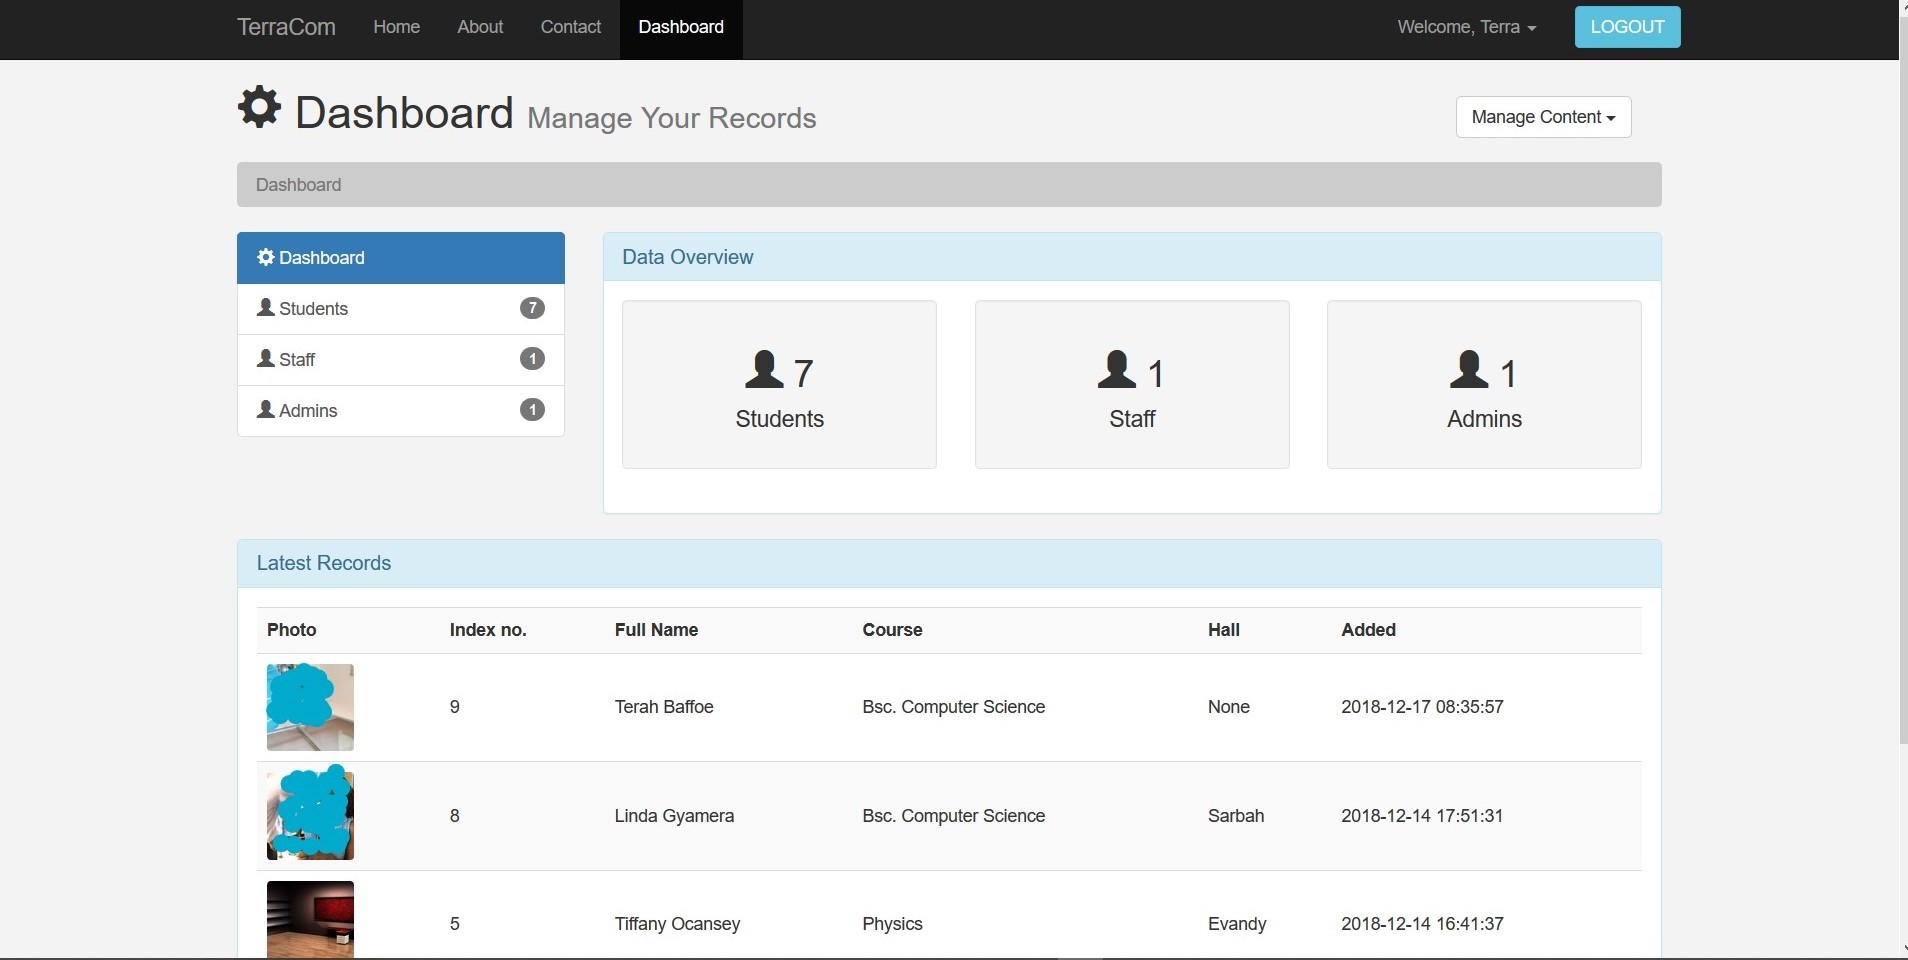 TerraCom Home About Contact Dashboard Welcome, Terra LOGOUT
Dashboard Manage Your Records Manage Content
Dashboard
Dashboard
Students 7
Staff 1
Admins 1
Data Overview
7 1 1
Students Staff Admins
Latest Records
Photo Index no. Full Name Course Hall Added
9 Terah Baffoe Bsc. Computer Science None 2018-12-17 08:35:57
8 Linda Gyamera Bsc. Computer Science Sarbah 2018-12-14 17:51:31
5 Tiffany Ocansey Physics Evandy 2018-12-14 16:41:37